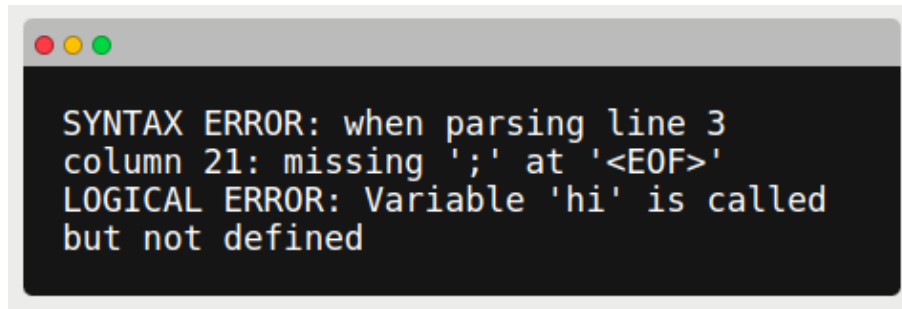 SYNTAX ERROR: when parsing line 3
column 21: missing ';' at '<EOF>'
LOGICAL ERROR: Variable 'hi' is called
but not defined